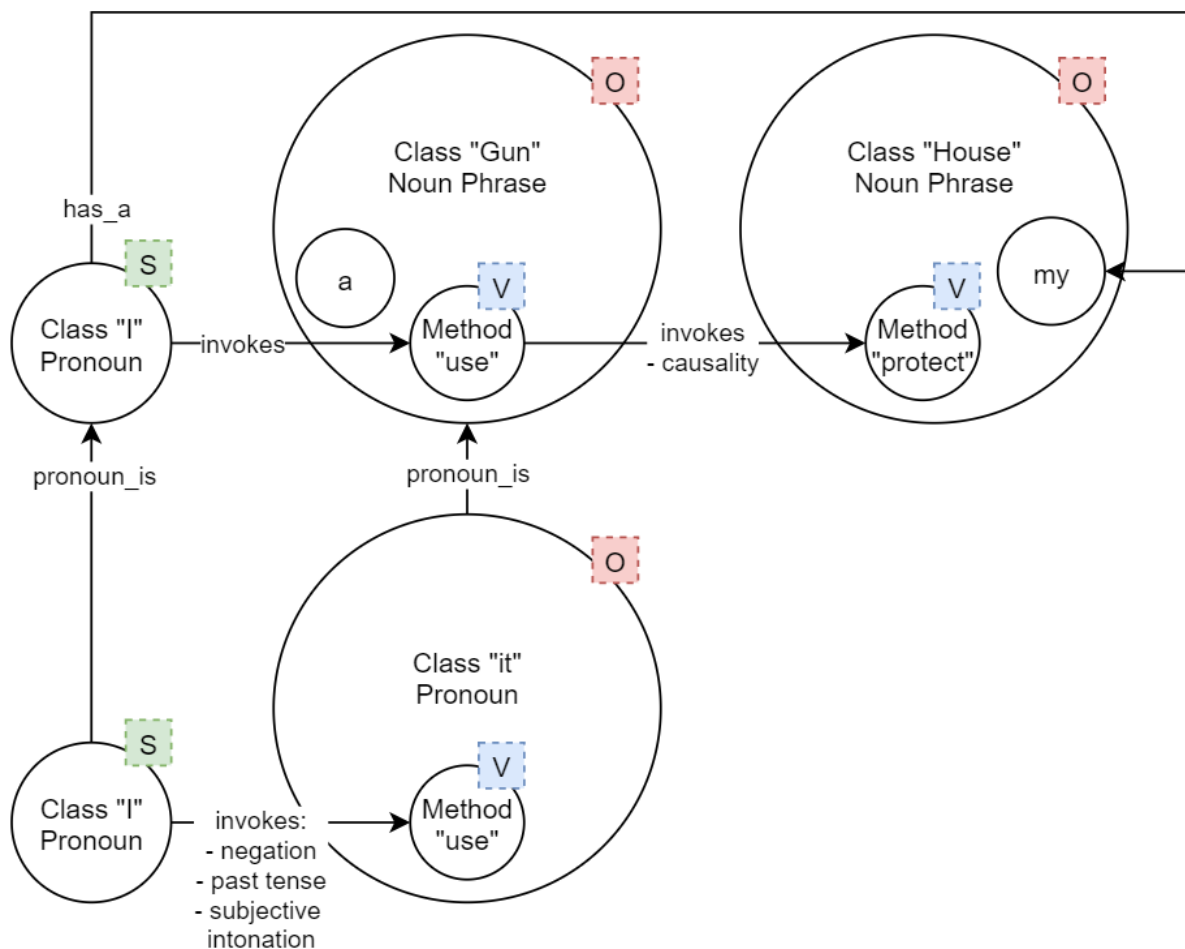 O
O
Class "Gun"
Noun Phrase
Class "House"
Noun Phrase
has_a
S
a
V
V
my
Class "I"
Pronoun
invokes
Method
"use"
invokes
- causality
Method
"protect"
pronoun_is
pronoun_is
O
Class "it"
Pronoun
S
V
Class "I"
Pronoun
invokes:
- negation
- past tense
- subjective
intonation
Method
"use"